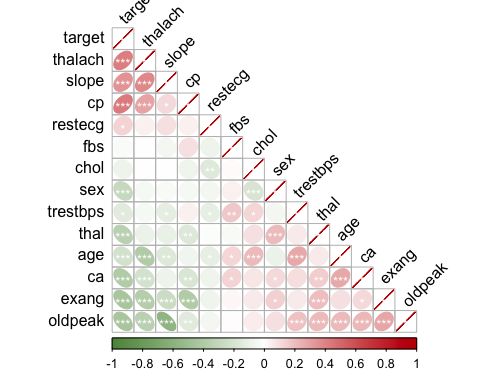 target
thalach
slope
cp
restecg
fbs
chol
sex
trestbps
thal
age
ca
exang
oldpeak
target
thalach
slope
cp
restecg
fbs
chol
sex
trestbps
thal
age
ca
exang
oldpeak
-1 -0.8 -0.6 -0.4 -0.2 0 0.2 0.4 0.6 0.8 1